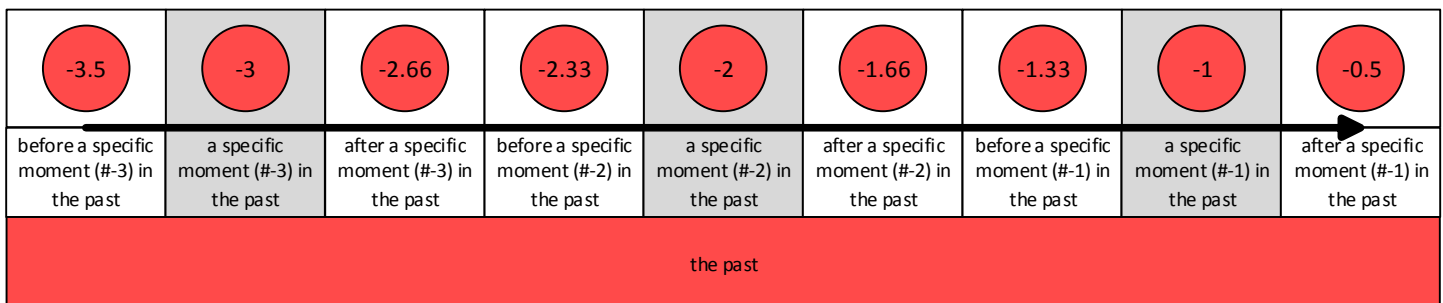 -3.5 -3 -2.66 -2.33 -2 -1.66 -1.33 -1 -0.5
before a specific
moment (#-3) in
the past
a specific
moment (#-3) in
the past
after a specific
moment (#-3) in
the past
before a specific
moment (#-2) in
the past
a specific
moment (#-2) in
the past
after a specific
moment (#-2) in
the past
before a specific
moment (#-1) in
the past
a specific
moment (#-1) in
the past
after a specific
moment (#-1) in
the past
the past